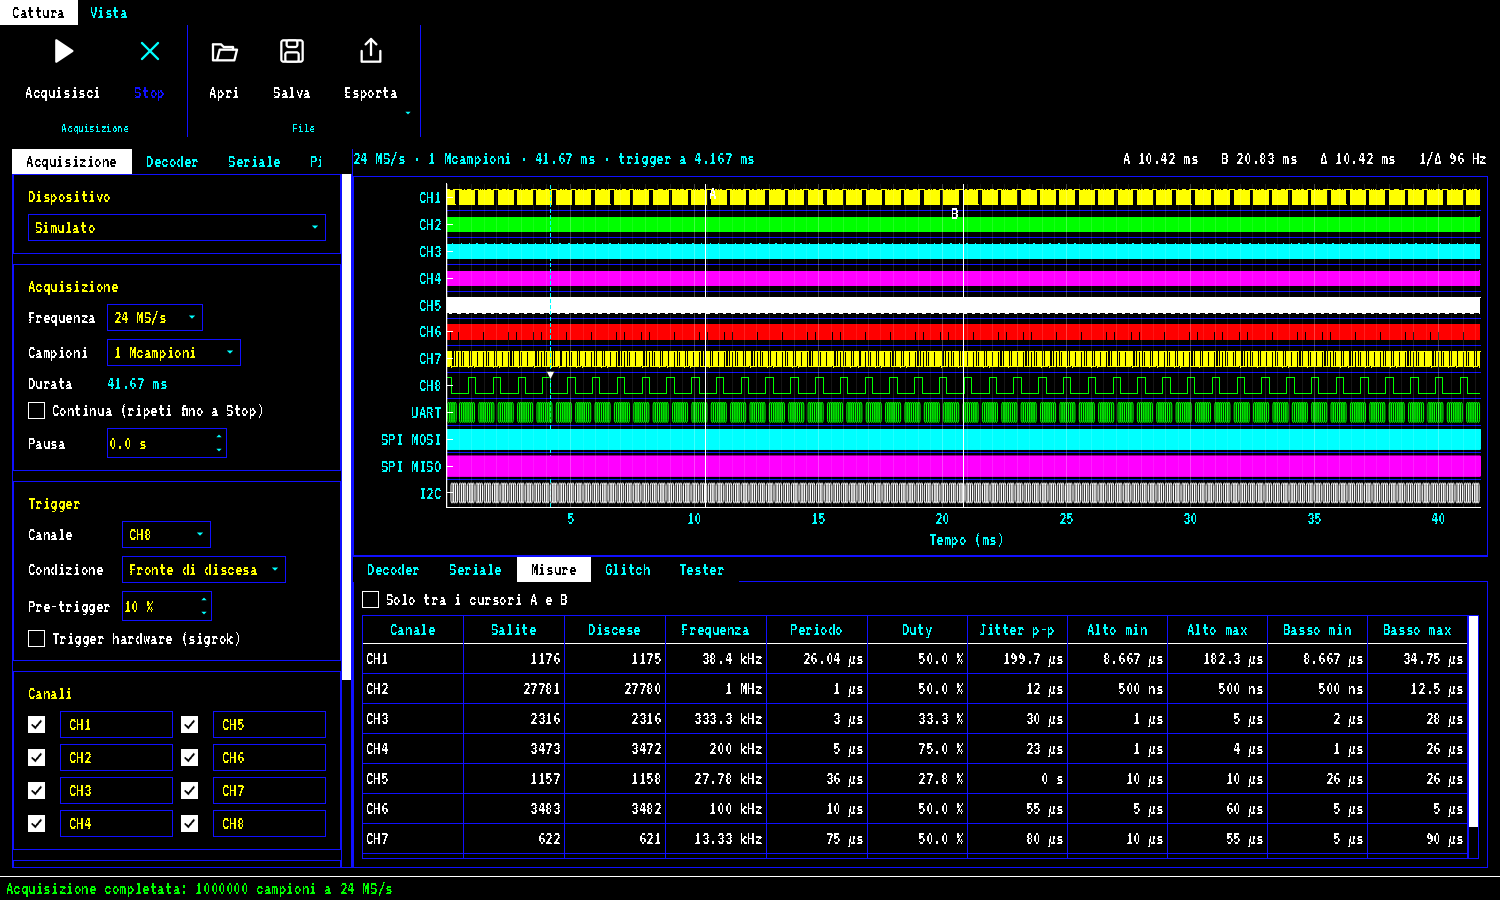 Cattura Vista
Acquisisci Stop Apri Salva Esporta
Acquisizione File
Acquisizione Decoder Seriale Pi
24 MS/s · 1 Mcampioni · 41.67 ms · trigger a 4.167 ms
A 10.42 ms B 20.83 ms Δ 10.42 ms 1/Δ 96 Hz
Dispositivo
Simulato
Acquisizione
Frequenza 24 MS/s
Campioni 1 Mcampioni
Durata 41.67 ms
Continua (ripeti fino a Stop)
Pausa 0.0 s
Trigger
Canale CH8
Condizione Fronte di discesa
Pre-trigger 10 %
Trigger hardware (sigrok)
Canali
CH1 CH5
CH2 CH6
CH3 CH7
CH4 CH8
CH1
A
B
CH2
CH3
CH4
CH5
CH6
CH7
CH8
UART
SPI MOSI
SPI MISO
I2C
5 10 15 20 25 30 35 40
Tempo (ms)
Decoder Seriale Misure Glitch Tester
Solo tra i cursori A e B
Canale Salite Discese Frequenza Periodo Duty Jitter p-p Alto min Alto max Basso min Basso max
CH1 1176 1175 38.4 kHz 26.04 µs 50.0 % 199.7 µs 8.667 µs 182.3 µs 8.667 µs 34.75 µs
CH2 27781 27780 1 MHz 1 µs 50.0 % 12 µs 500 ns 500 ns 500 ns 12.5 µs
CH3 2316 2316 333.3 kHz 3 µs 33.3 % 30 µs 1 µs 5 µs 2 µs 28 µs
CH4 3473 3472 200 kHz 5 µs 75.0 % 23 µs 1 µs 4 µs 1 µs 26 µs
CH5 1157 1158 27.78 kHz 36 µs 27.8 % 0 s 10 µs 10 µs 26 µs 26 µs
CH6 3483 3482 100 kHz 10 µs 50.0 % 55 µs 5 µs 60 µs 5 µs 5 µs
CH7 622 621 13.33 kHz 75 µs 50.0 % 80 µs 10 µs 55 µs 5 µs 90 µs
Acquisizione completata: 1000000 campioni a 24 MS/s